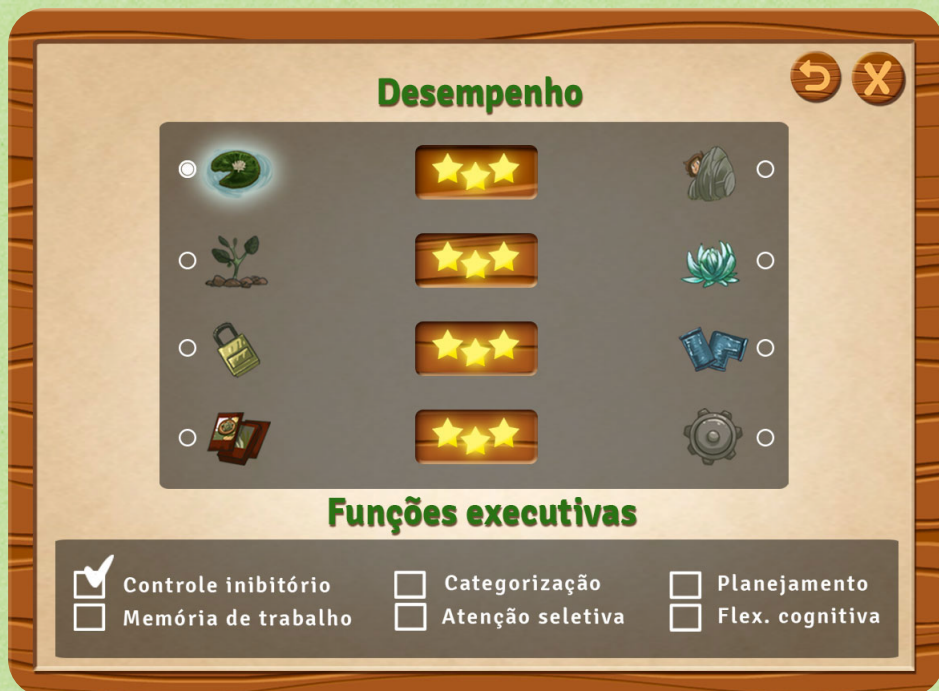 Desempenho
Funções executivas
Controle inibitório
Categorização
Planejamento
Memória de trabalho
Atenção seletiva
Flex. cognitiva